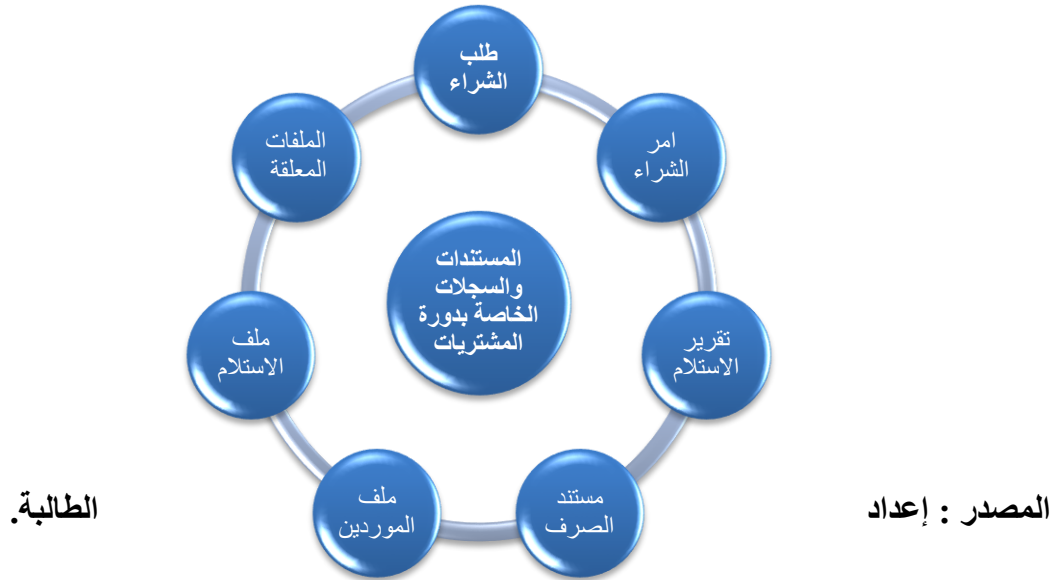 طلب
الشراء
امر
الشراء
تقرير
الاستلام
مستند
الصرف
ملف
الموردين
ملف
الاستلام
الملفات
المعلقة
المستندات
والسجلات
الخاصة بدورة
المشتريات
المصدر : إعداد الطالبة.